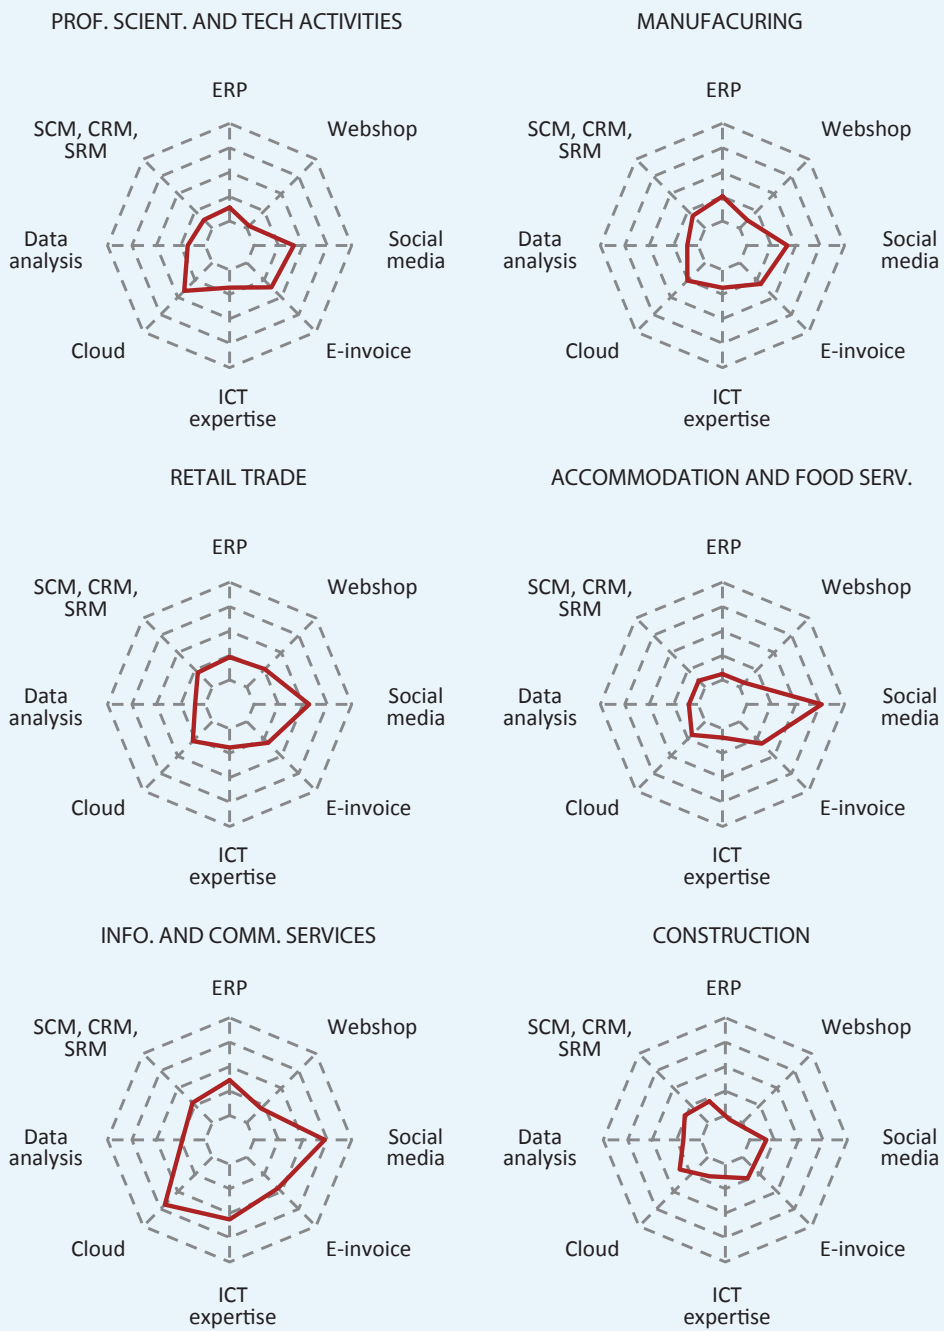 PROF. SCIENT. AND TECH ACTIVITIES
ERP
Webshop
Social
media
E-invoice
ICT
expertise
Cloud
Data
analysis
SCM, CRM,
SRM
MANUFACURING
ERP
Webshop
Social
media
E-invoice
ICT
expertise
Cloud
Data
analysis
SCM, CRM,
SRM
RETAIL TRADE
ERP
Webshop
Social
media
E-invoice
ICT
expertise
Cloud
Data
analysis
SCM, CRM,
SRM
ACCOMMODATION AND FOOD SERV.
ERP
Webshop
Social
media
E-invoice
ICT
expertise
Cloud
Data
analysis
SCM, CRM,
SRM
INFO. AND COMM. SERVICES
ERP
Webshop
Social
media
E-invoice
ICT
expertise
Cloud
Data
analysis
SCM, CRM,
SRM
CONSTRUCTION
ERP
Webshop
Social
media
E-invoice
ICT
expertise
Cloud
Data
analysis
SCM, CRM,
SRM